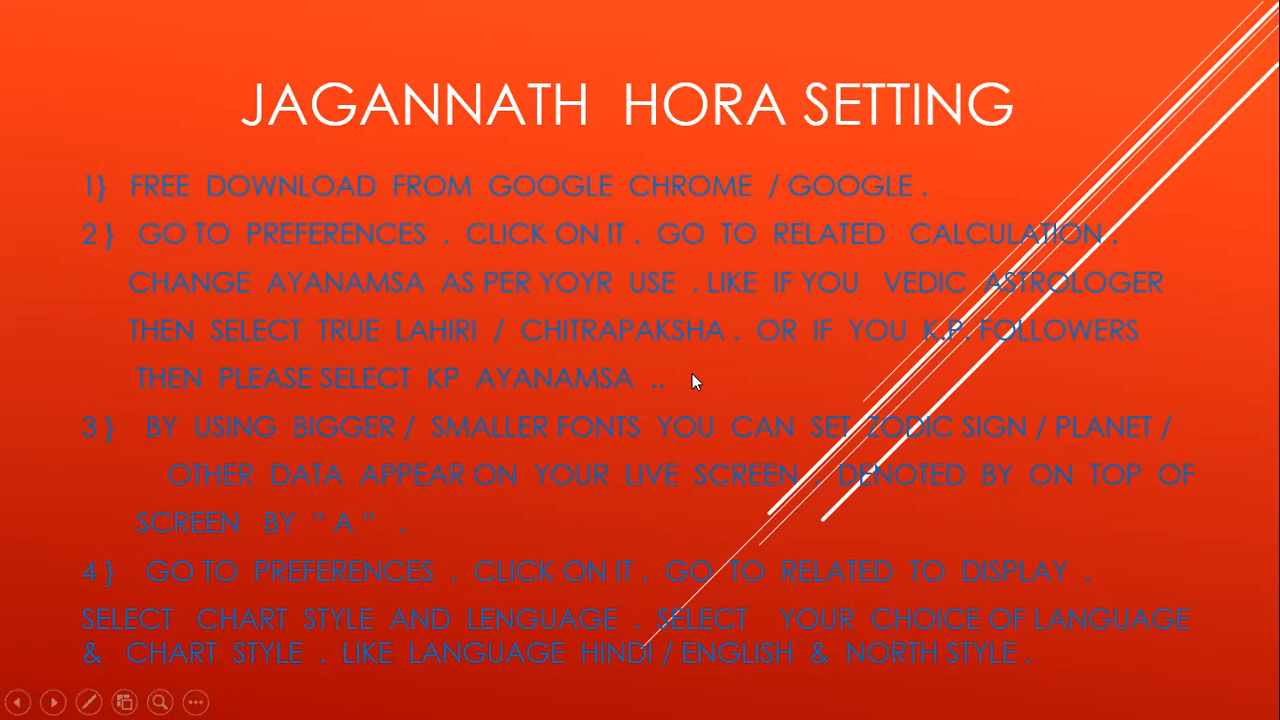 JAGANNATH HORA SETTING
1} FREE DOWNLOAD FROM GOOGLE CHROME / GOOGLE .
2 } GO TO PREFERENCES . CLICK ON IT . GO TO RELATED CALCULATION .
CHANGE AYANAMSA AS PER YOYR USE . LIKE IF YOU VEDIC ASTROLOGER
THEN SELECT TRUE LAHIRI / CHITRAPAKSHA . OR IF YOU K.P. FOLLOWERS
THEN PLEASE SELECT KP AYANAMSA ..
3 } BY USING BIGGER / SMALLER FONTS YOU CAN SET ZODIC SIGN / PLANET /
OTHER DATA APPEAR ON YOUR LIVE SCREEN . DENOTED BY ON TOP OF
SCREEN BY “ A “ .
4 } GO TO PREFERENCES . CLICK ON IT . GO TO RELATED TO DISPLAY .
SELECT CHART STYLE AND LENGUAGE . SELECT YOUR CHOICE OF LANGUAGE
& CHART STYLE . LIKE LANGUAGE HINDI / ENGLISH & NORTH STYLE .